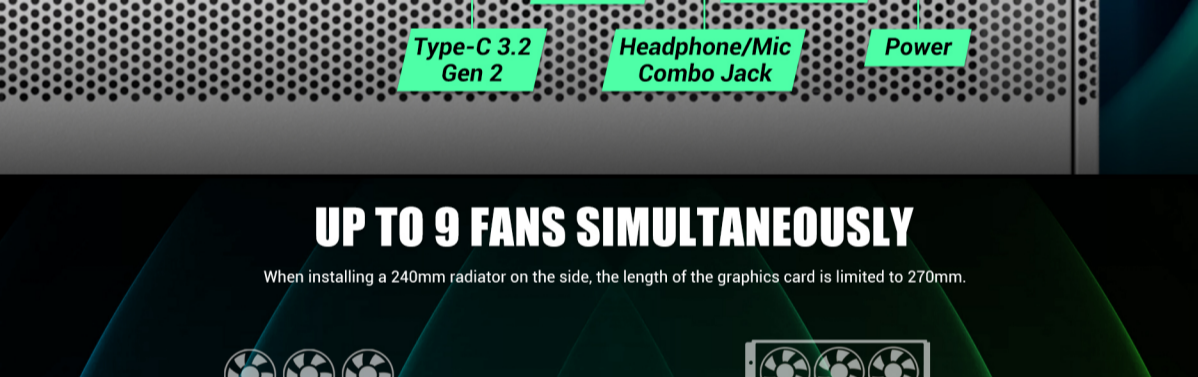 Type-C 3.2
Gen 2
Headphone/Mic
Combo Jack
Power
UP TO 9 FANS SIMULTANEOUSLY
When installing a 240mm radiator on the side, the length of the graphics card is limited to 270mm.